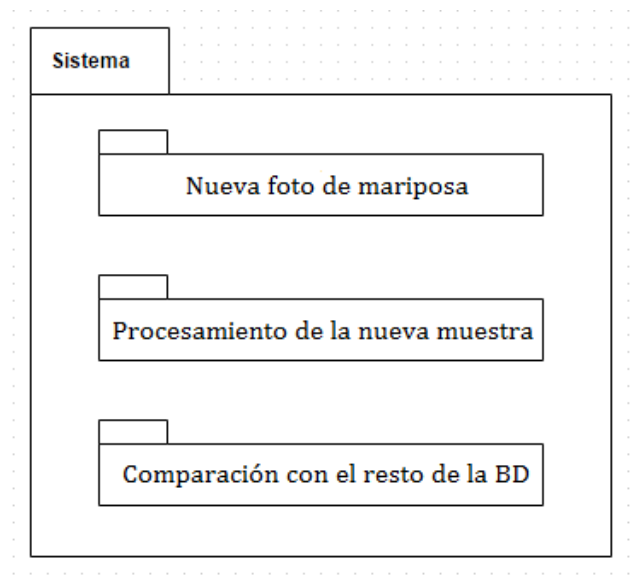 Sistema
Nueva foto de mariposa
Procesamiento de la nueva muestra
Comparación con el resto de la BD